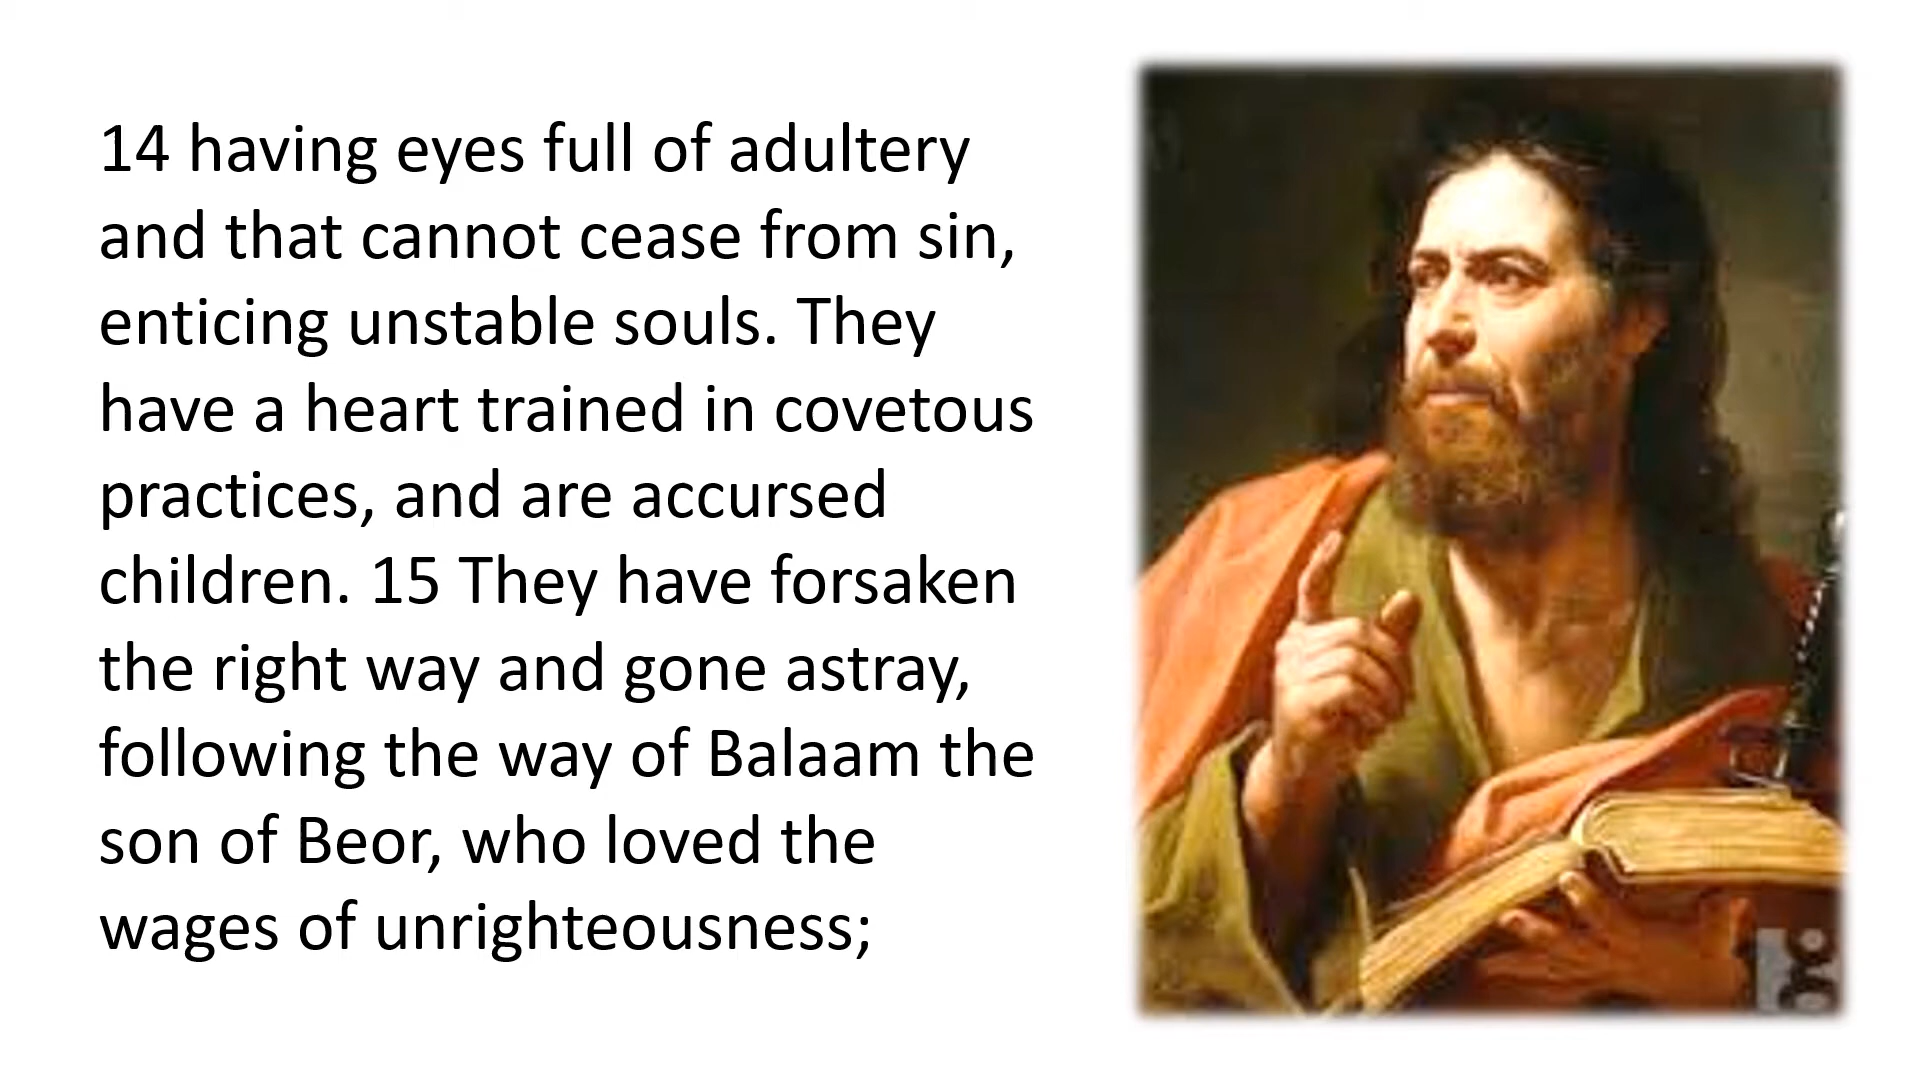 14 having eyes full of adultery
and that cannot cease from sin,
enticing unstable souls. They
have a heart trained in covetous
practices, and are accursed
children. 15 They have forsaken
the right way and gone astray,
following the way of Balaam the
son of Beor, who loved the
wages of unrighteousness;